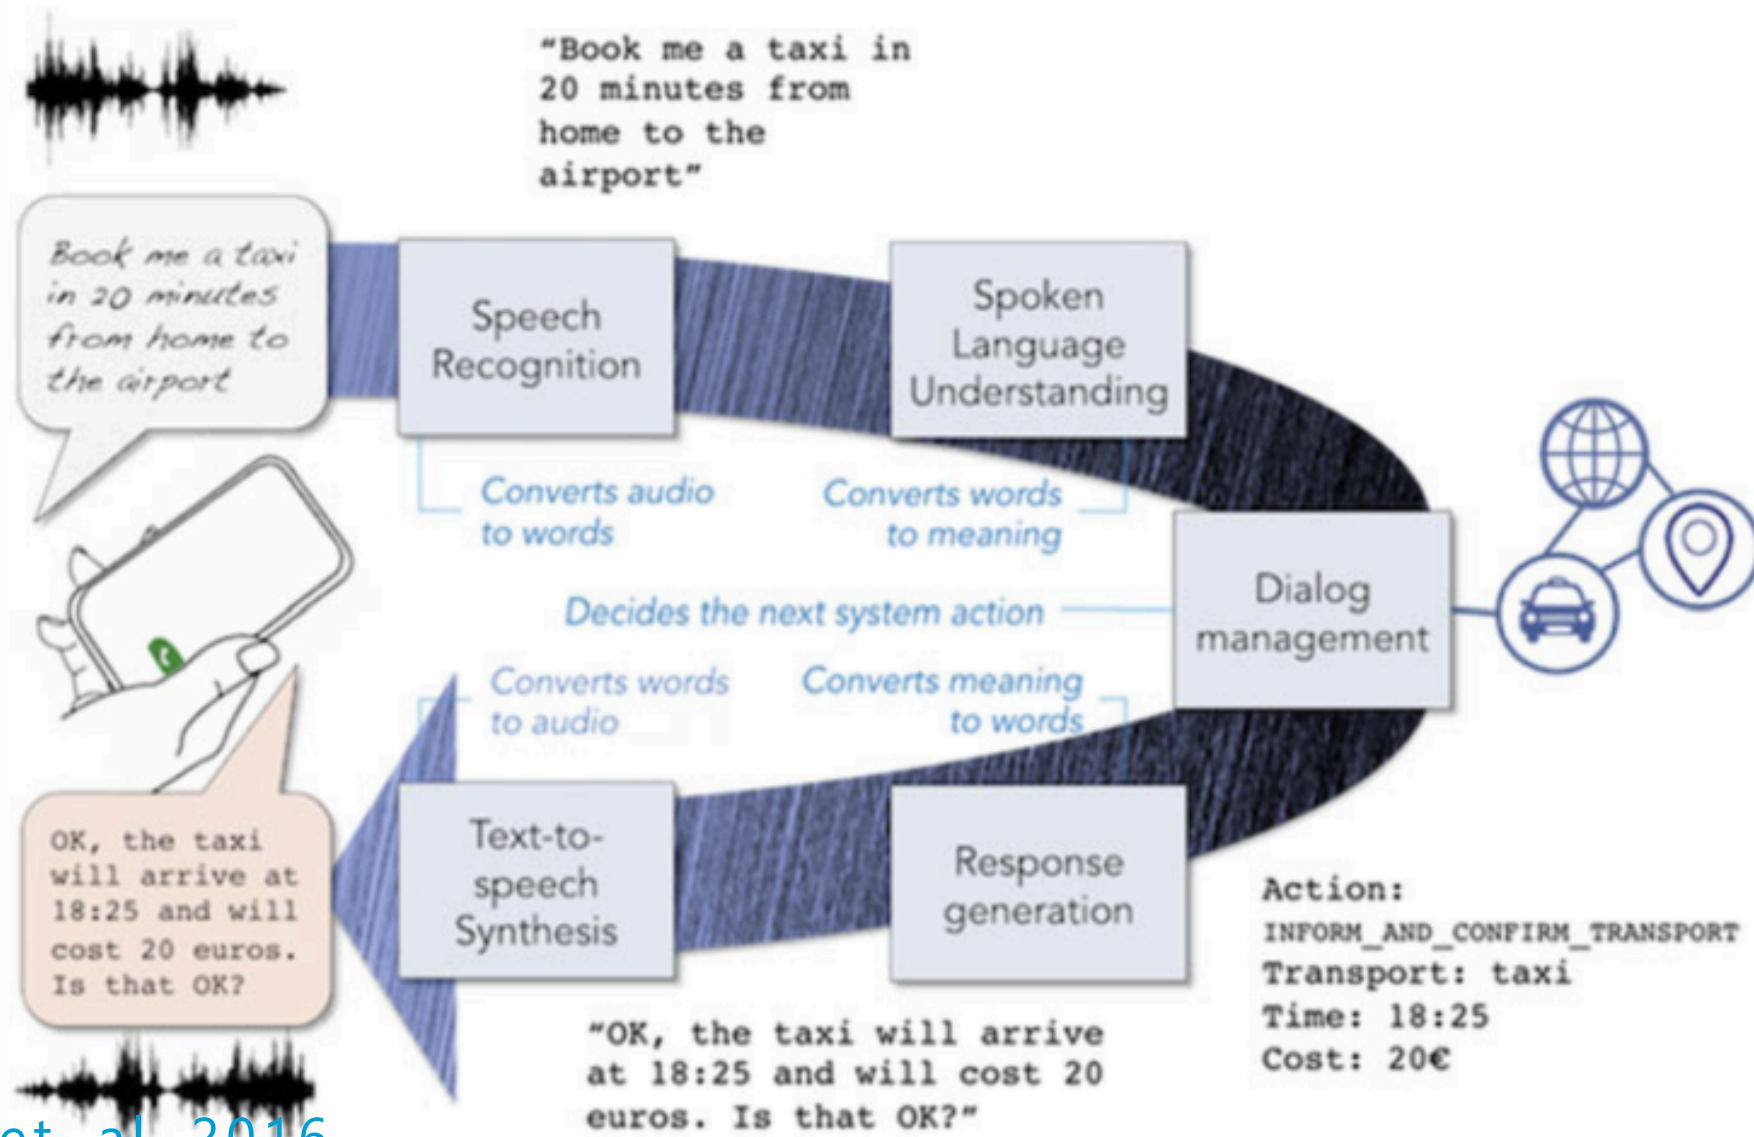 "Book me a taxi in
20 minutes from
home to the
airport"
Book me a taxi
in 20 minutes
from home to
the airport
Speech
Recognition
Spoken
Language
Understanding
Converts audio
to words
Converts words
to meaning
Decides the next system action
Dialog
management
Converts words
to audio
Converts meaning
to words
OK, the taxi
will arrive at
18:25 and will
cost 20 euros.
Is that OK?
Text-to-
speech
Synthesis
Response
generation
Action:
INFORM_AND_CONFIRM_TRANSPORT
Transport: taxi
Time: 18:25
Cost: 20€
"OK, the taxi will arrive
at 18:25 and will cost 20
euros. Is that OK?"
et al 2016